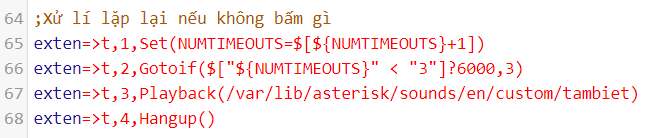 64 ;Xử lí lặp lại nếu không bấm gì
65 exten=>t,1,Set(NUMTIMEOUTS=$[${NUMTIMEOUTS}+1])
66 exten=>t,2,Gotoif($["${NUMTIMEOUTS}" < "3"]?6000,3)
67 exten=>t,3,Playback(/var/lib/asterisk/sounds/en/custom/tambiet)
68 exten=>t,4,Hangup()